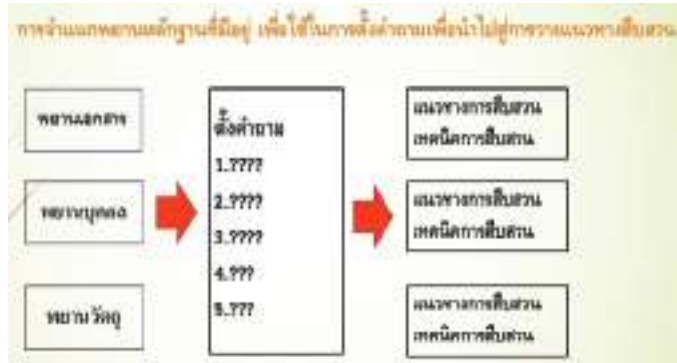 การจำแนกพยานหลักฐานที่มีอยู่ เพื่อใช้ในการตั้งคำถามเพื่อนำไปสู่การวางแนวทางสืบสวน
พยานเอกสาร
พยานบุคคล
พยานวัตถุ
ตั้งคำถาม
1.????
2.????
3.????
4.???
5.???
แนวทางการสืบสวน
เทคนิคการสืบสวน
แนวทางการสืบสวน
เทคนิคการสืบสวน
แนวทางการสืบสวน
เทคนิคการสืบสวน